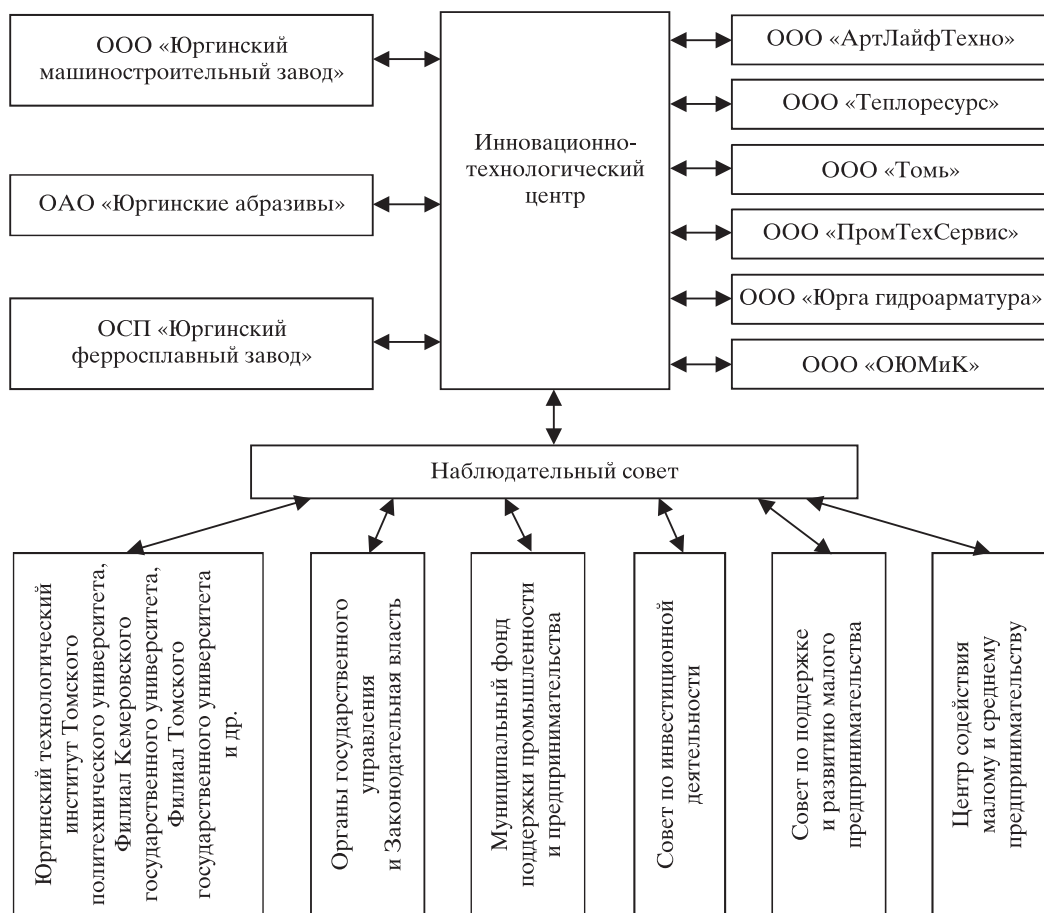 ООО «Юргинский
машиностроительный завод»
ОАО «Юргинские абразивы»
ОСП «Юргинский
ферросплавный завод»
Инновационно-
технологический
центр
ООО «АртЛайфТехно»
ООО «Теплоресурс»
ООО «Томь»
ООО «ПромТехСервис»
ООО «Юрга гидроарматура»
ООО «ОЮМиК»
Наблюдательный совет
Юргинский технологический
институт Томского
политехнического университета,
Филиал Кемеровского
государственного университета,
Филиал Томского
государственного университета
и др.
Органы государственного
управления
и Законодательная власть
Муниципальный фонд
поддержки промышленности
и предпринимательства
Совет по инвестиционной
деятельности
Совет по поддержке
и развитию малого
предпринимательства
Центр содействия
малому и среднему
предпринимательству